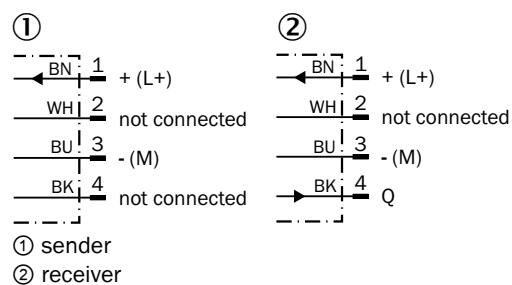 ① ②
BN 1 + (L+) BN 1 + (L+)
WH 2 not connected WH 2 not connected
BU 3 - (M) BU 3 - (M)
BK 4 not connected BK 4 Q
① sender
② receiver